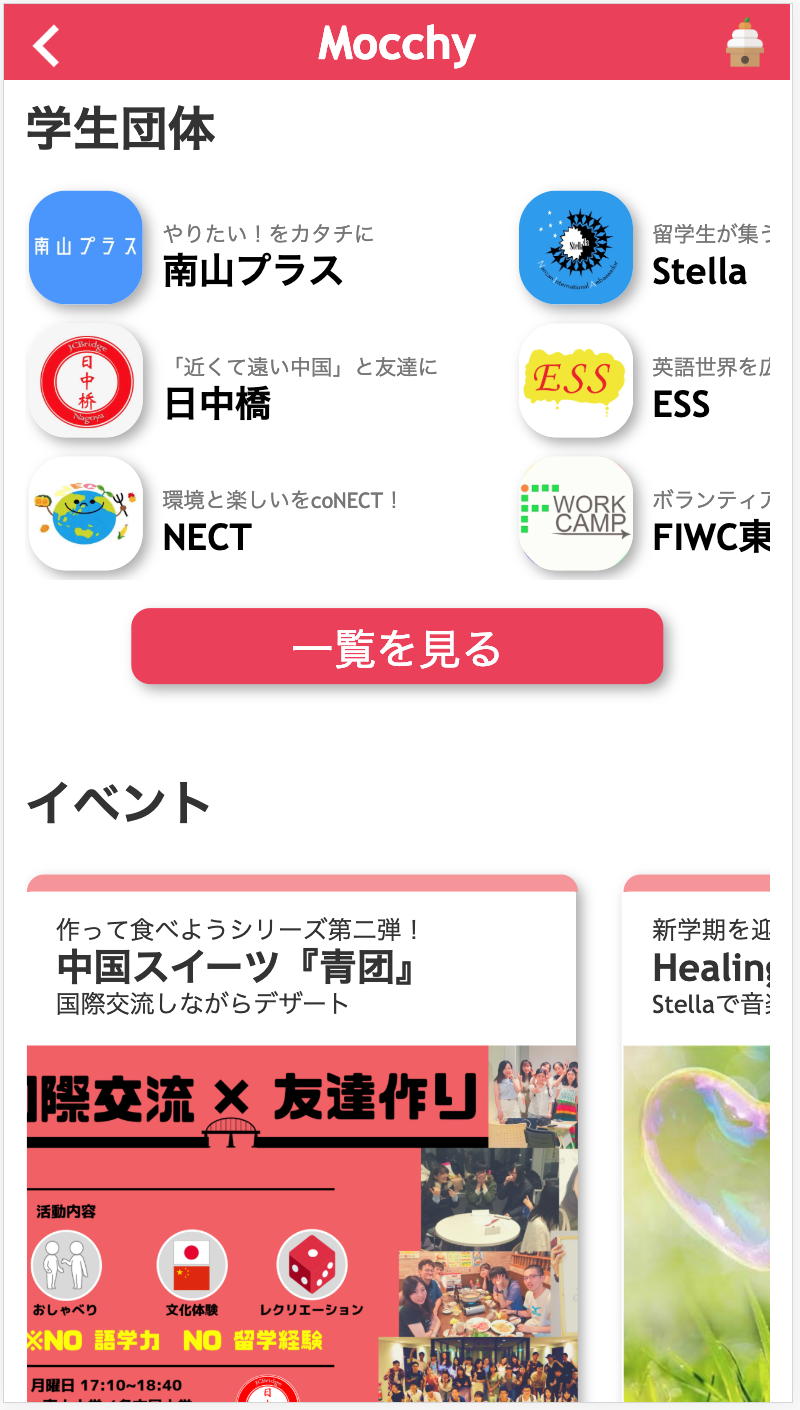 Mocchy
学生団体
南山プラス
やりたい！をカタチに
南山プラス
Stella
Nanzan International Ambassador
留学生が集う
Stella
JCBridge
日中桥
Nagoya
「近くて遠い中国」と友達に
日中橋
ESS
英語世界を広
ESS
環境と楽しいをcoNECT！
NECT
WORK
CAMP
ボランティア
FIWC東
一覧を見る
イベント
作って食べようシリーズ第二弾！
中国スイーツ『青団』
国際交流しながらデザート
新学期を迎
Healing
Stellaで音楽
国際交流 × 友達作り
活動内容
おしゃべり
文化体験
レクリエーション
※NO 語学力 NO 留学経験
月曜日 17:10~18:40